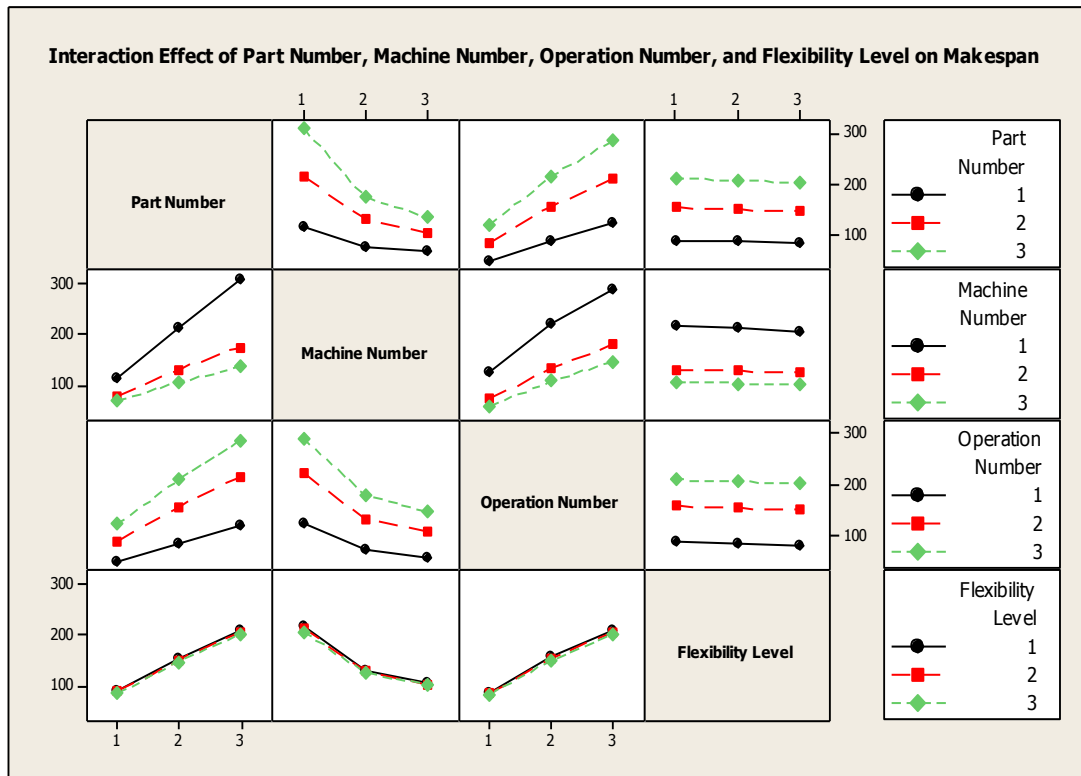 Interaction Effect of Part Number, Machine Number, Operation Number, and Flexibility Level on Makespan
1 2 3 1 2 3
Part Number
300
200
100
Part
Number
1
2
3
300
200
100
Machine Number
Machine
Number
1
2
3
Operation Number
300
200
100
Operation
Number
1
2
3
300
200
100
Flexibility Level
Flexibility
Level
1
2
3
1 2 3 1 2 3